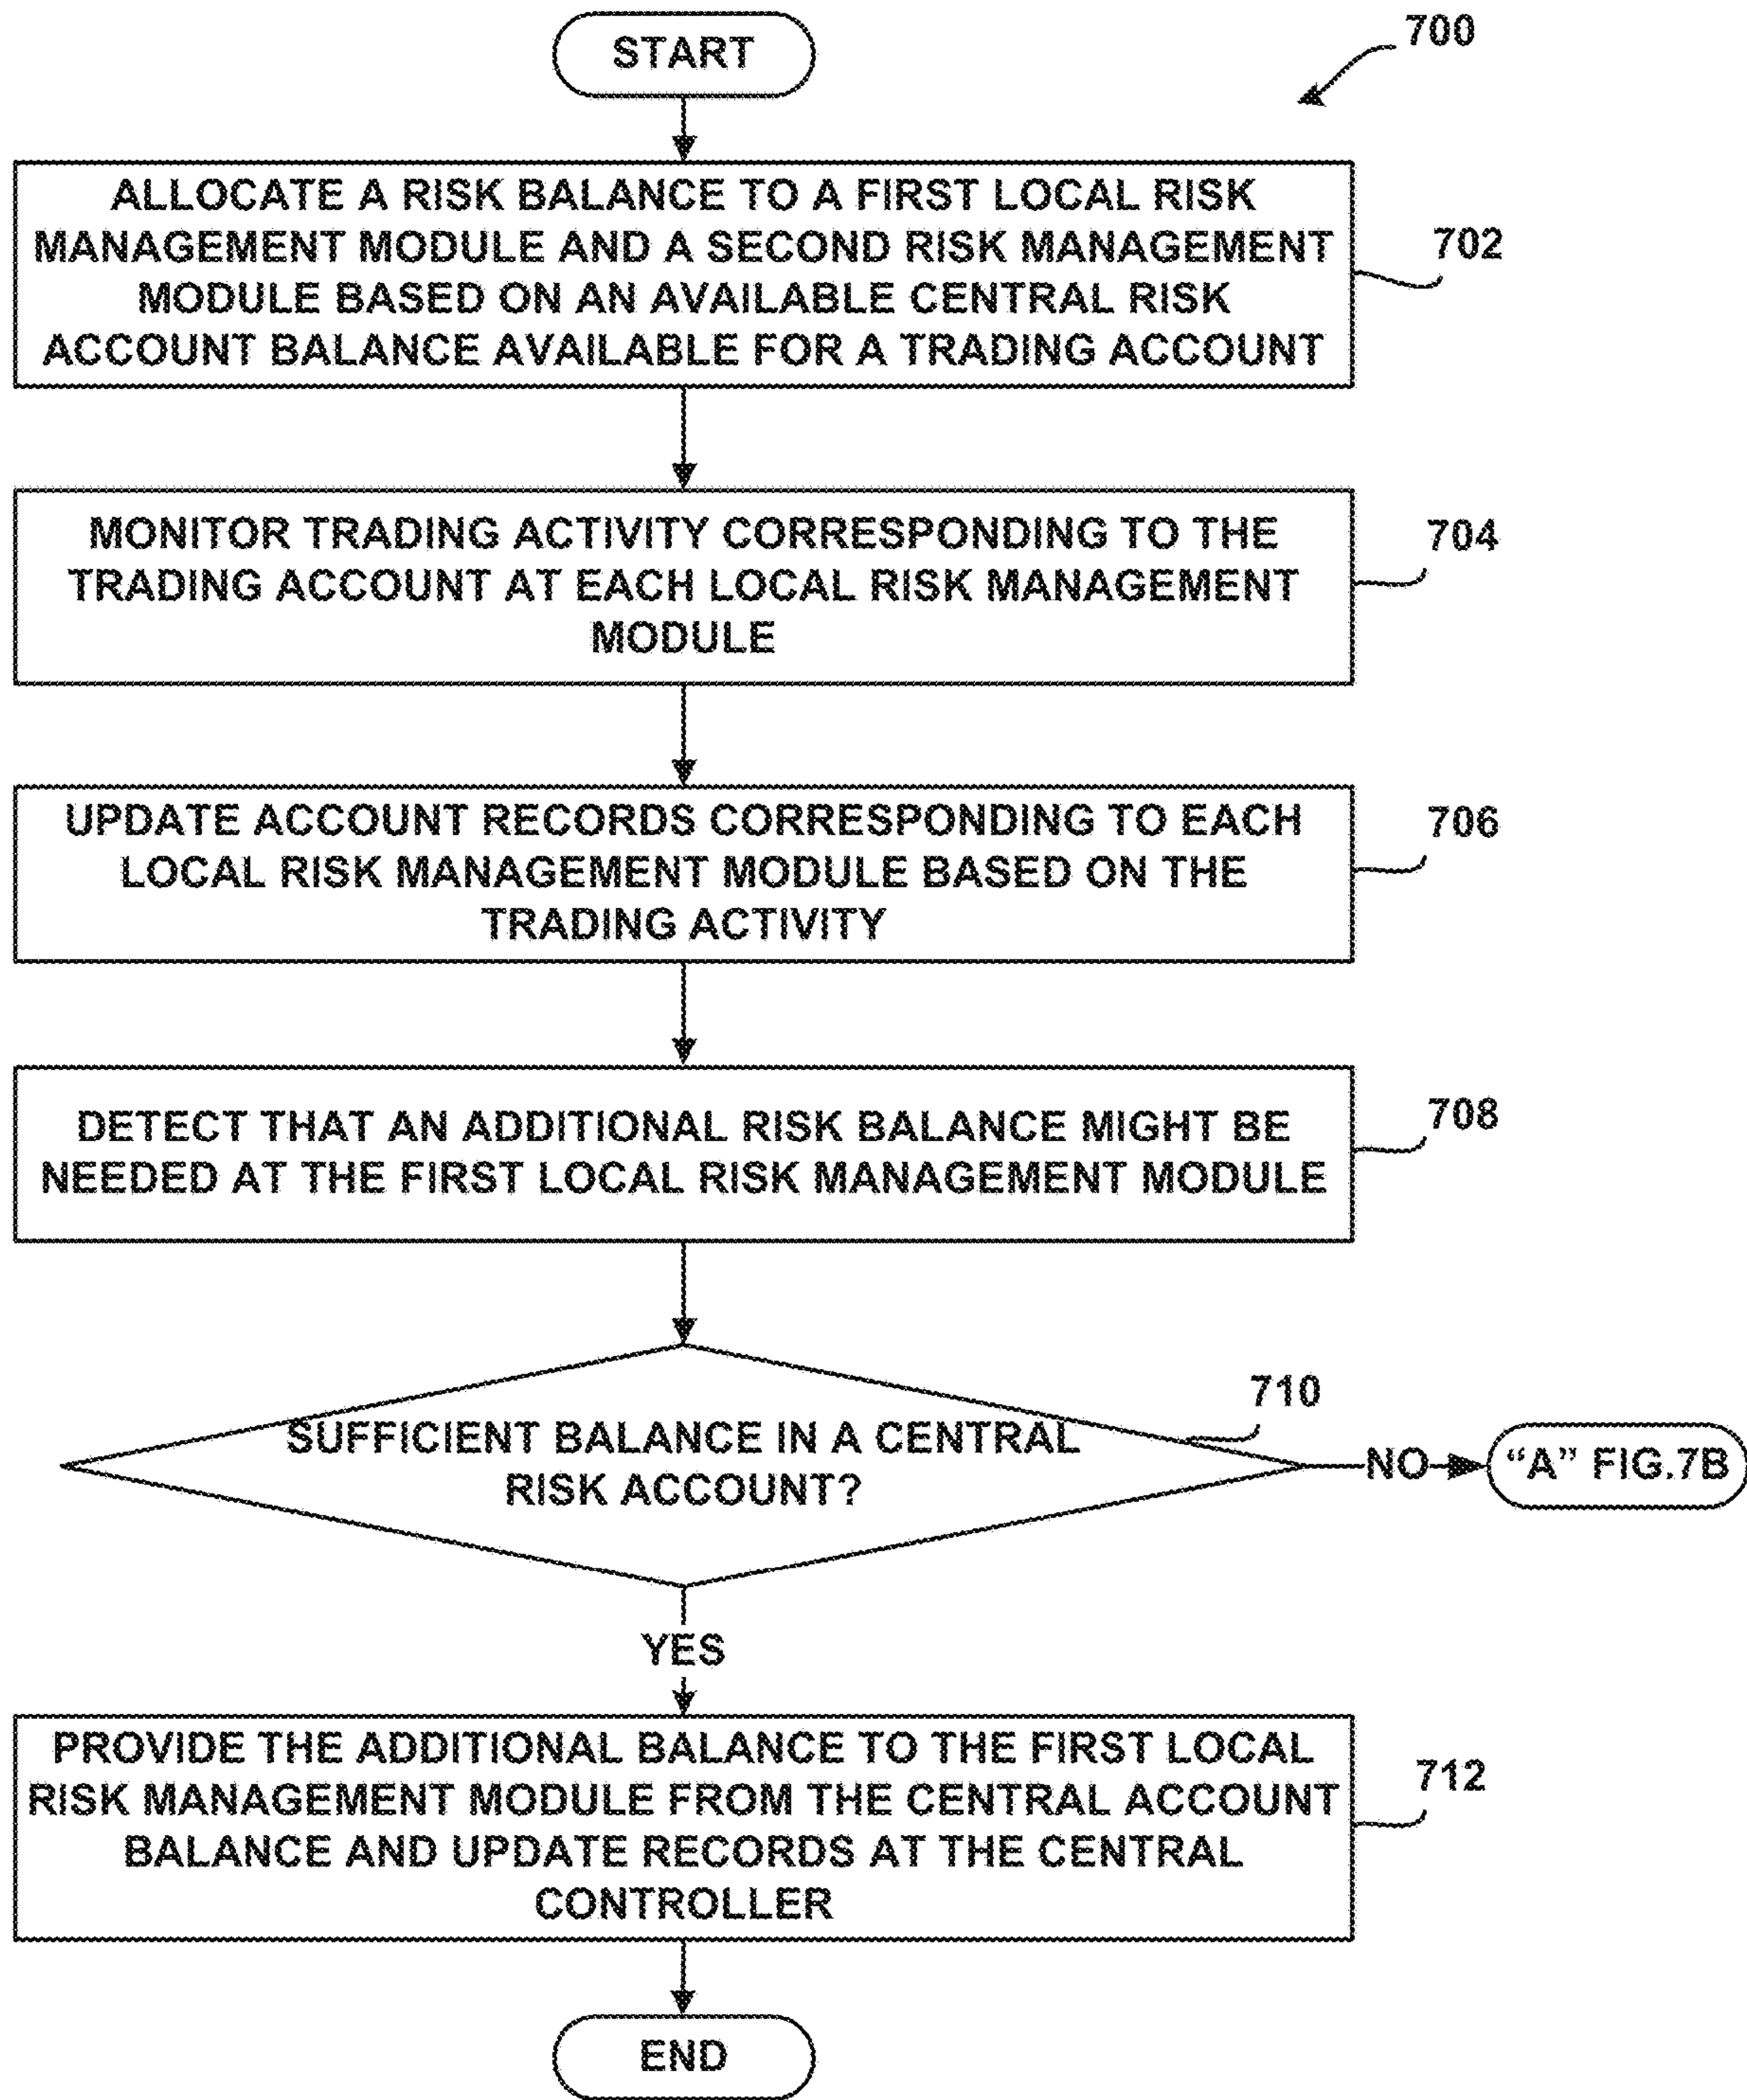 START
700
ALLOCATE A RISK BALANCE TO A FIRST LOCAL RISK
MANAGEMENT MODULE AND A SECOND RISK MANAGEMENT
MODULE BASED ON AN AVAILABLE CENTRAL RISK
ACCOUNT BALANCE AVAILABLE FOR A TRADING ACCOUNT
702
MONITOR TRADING ACTIVITY CORRESPONDING TO THE
TRADING ACCOUNT AT EACH LOCAL RISK MANAGEMENT
MODULE
704
UPDATE ACCOUNT RECORDS CORRESPONDING TO EACH
LOCAL RISK MANAGEMENT MODULE BASED ON THE
TRADING ACTIVITY
706
DETECT THAT AN ADDITIONAL RISK BALANCE MIGHT BE
NEEDED AT THE FIRST LOCAL RISK MANAGEMENT MODULE
708
SUFFICIENT BALANCE IN A CENTRAL
RISK ACCOUNT?
710
NO
“A” FIG.7B
YES
PROVIDE THE ADDITIONAL BALANCE TO THE FIRST LOCAL
RISK MANAGEMENT MODULE FROM THE CENTRAL ACCOUNT
BALANCE AND UPDATE RECORDS AT THE CENTRAL
CONTROLLER
712
END